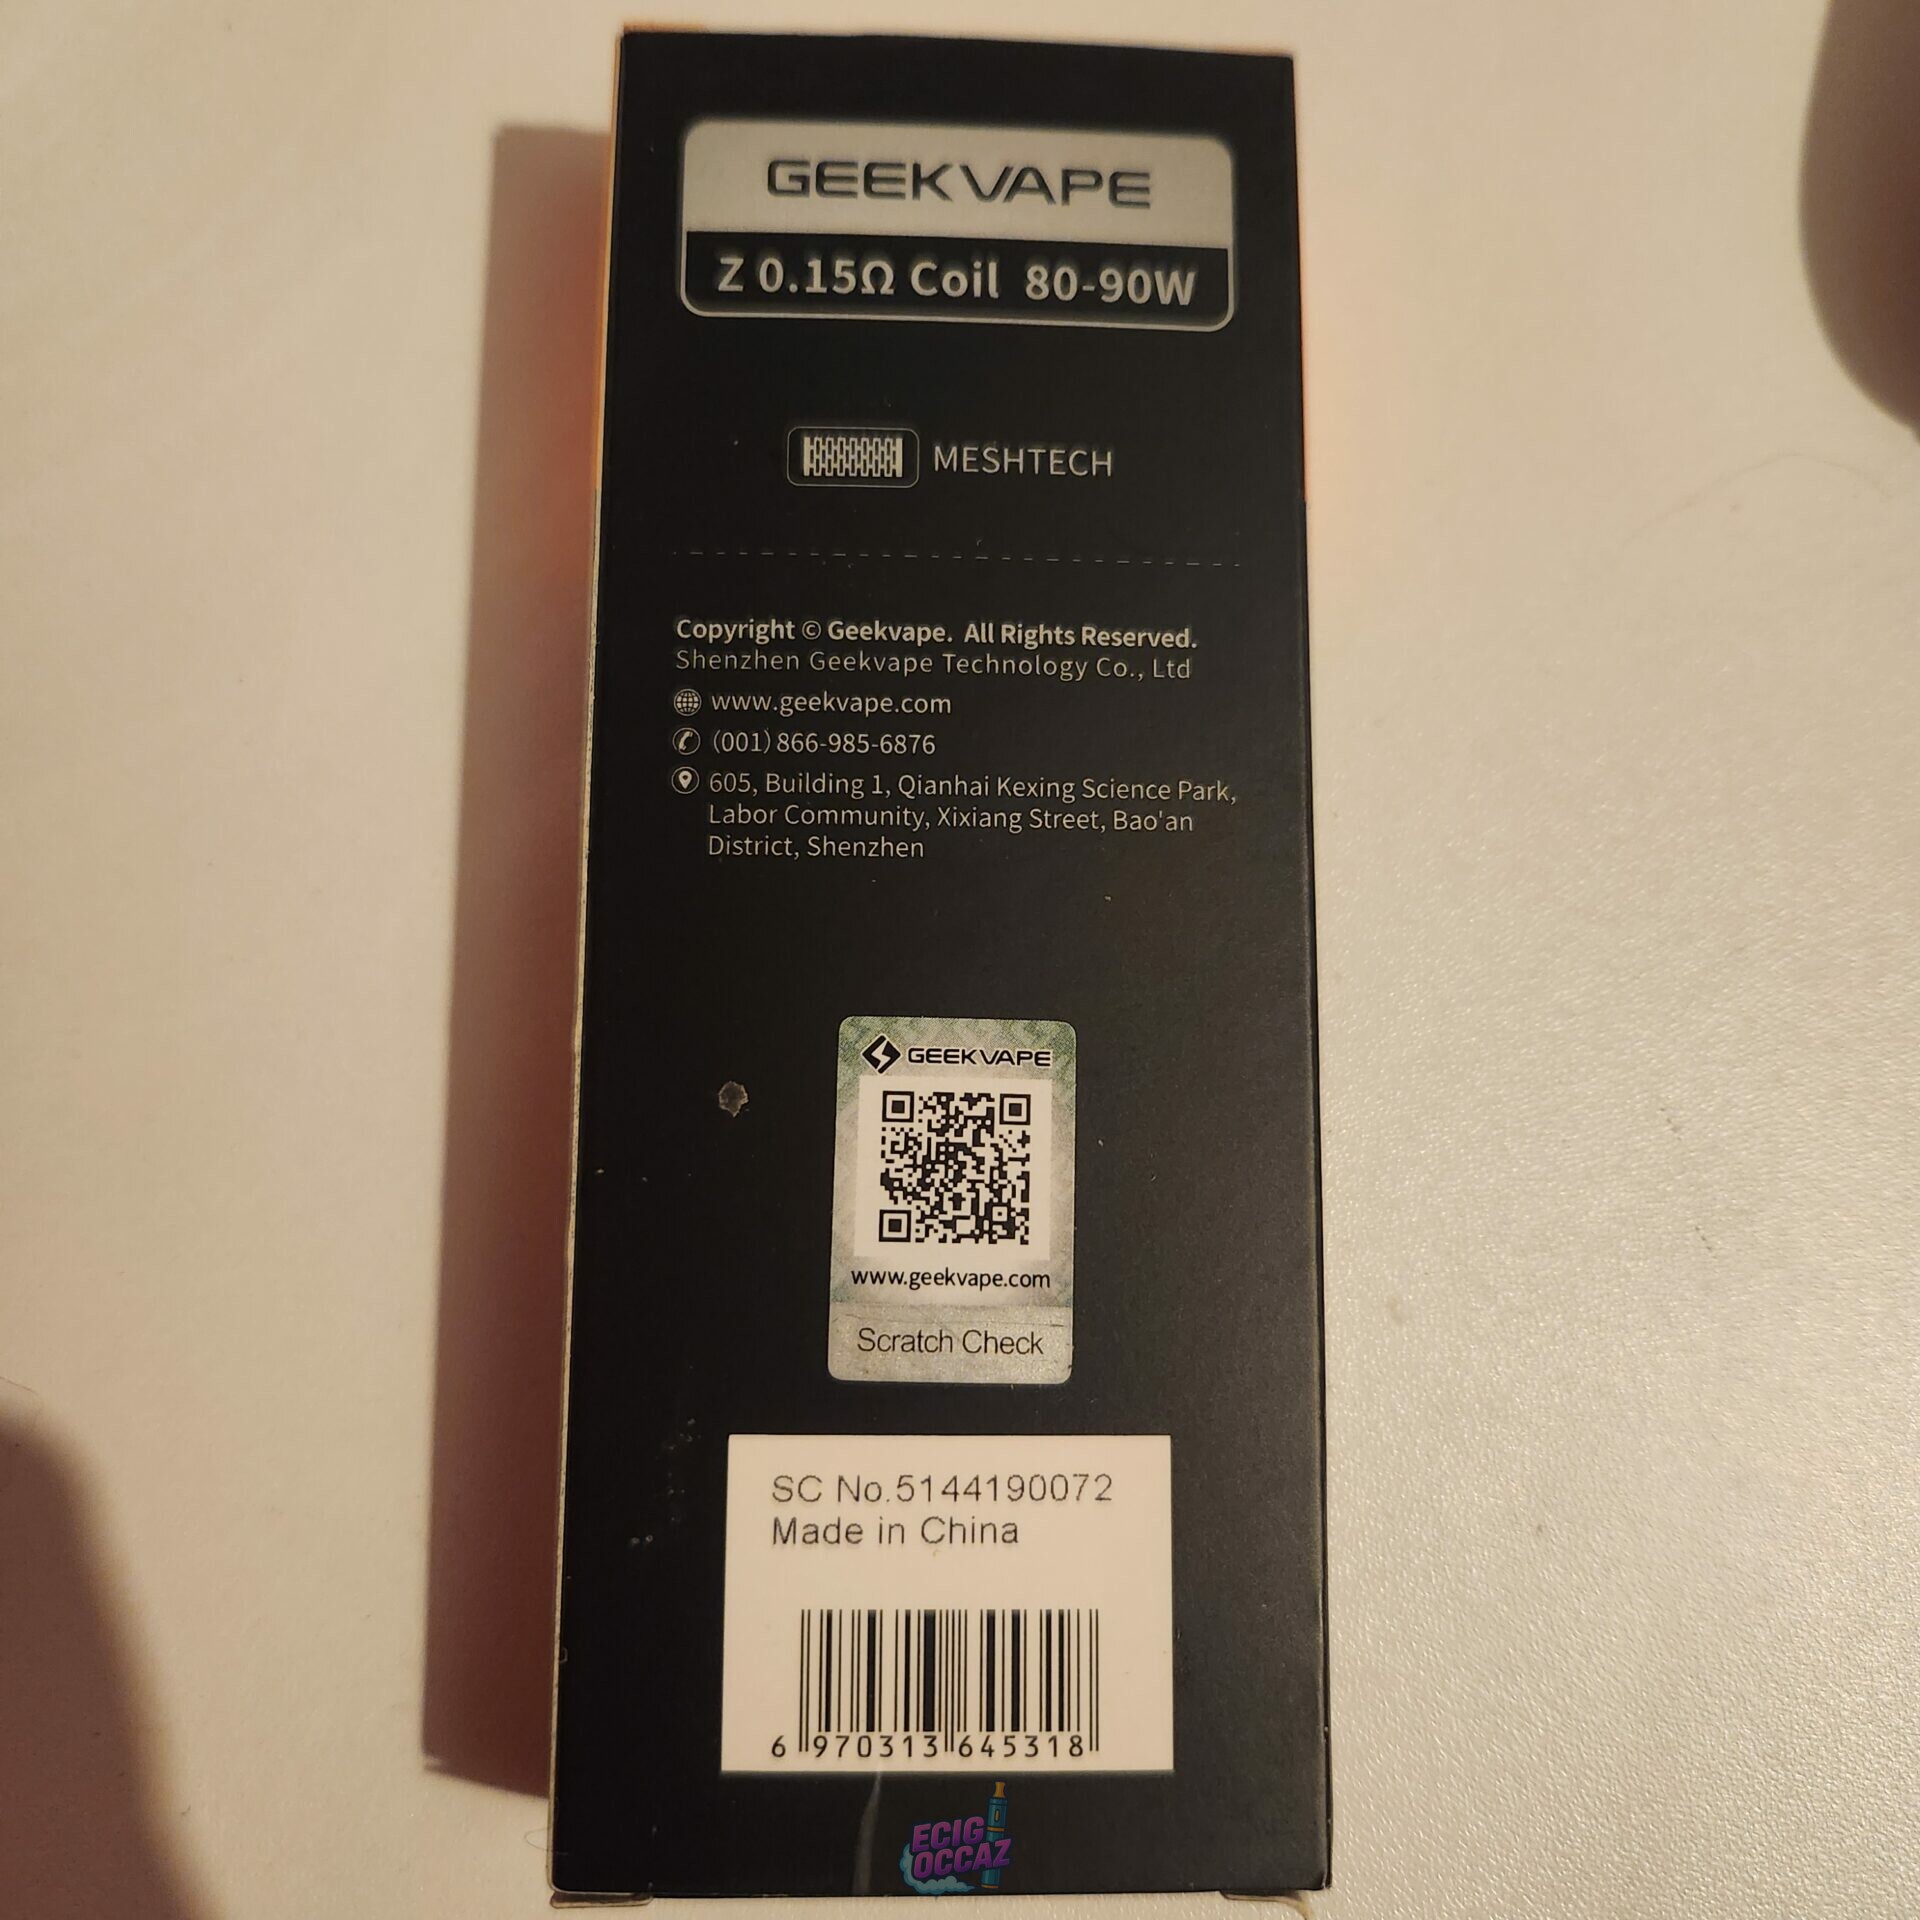 GEEKVAPE
Z 0.15Ω Coil 80-90W
MESHTECH
Copyright © Geekvape. All Rights Reserved.
Shenzhen Geekvape Technology Co., Ltd
www.geekvape.com
(001) 866-985-6876
605, Building 1, Qianhai Kexing Science Park,
Labor Community, Xixiang Street, Bao'an
District, Shenzhen
GEEKVAPE
www.geekvape.com
Scratch Check
SC No.5144190072
Made in China
6 970313 645318
ECIG
OCCAZ